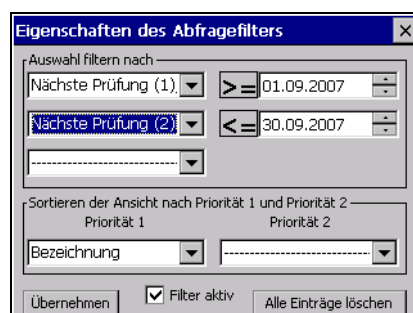 Eigenschaften des Abfragefilters
Auswahl filtern nach
Nächste Prüfung (1) >= 01.09.2007
Nächste Prüfung (2) <= 30.09.2007
-----------------------------
Sortieren der Ansicht nach Priorität 1 und Priorität 2
Priorität 1 Priorität 2
Bezeichnung -----------------------------
Übernehmen Filter aktiv Alle Einträge löschen